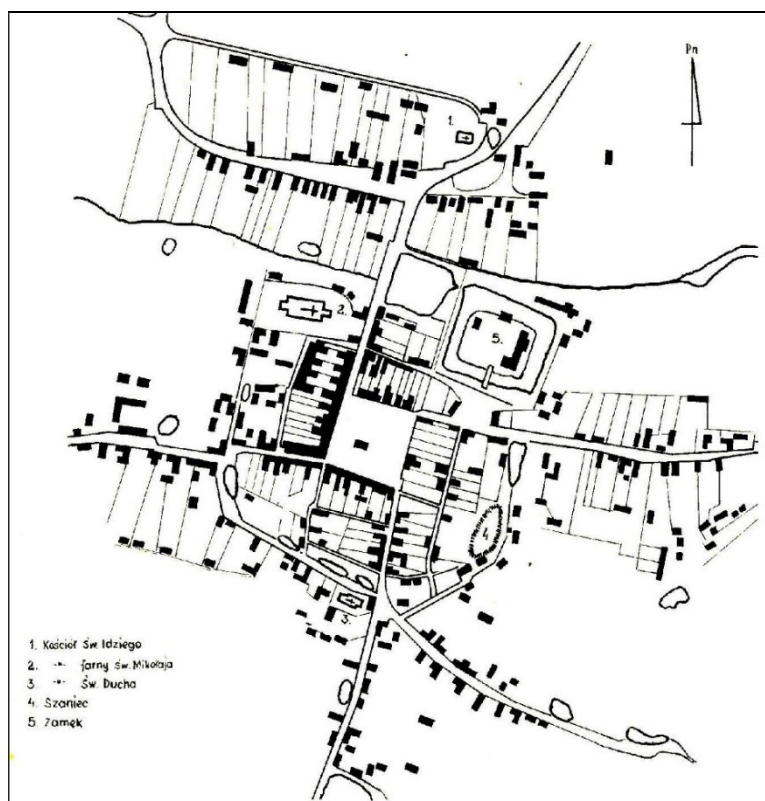 Pn
1.
2.
5.
4
3.
1. Kościół Św. Idziego
2. -"- farny św. Mikołaja
3. -"- Św. Ducha
4. Szaniec
5. Zamęk